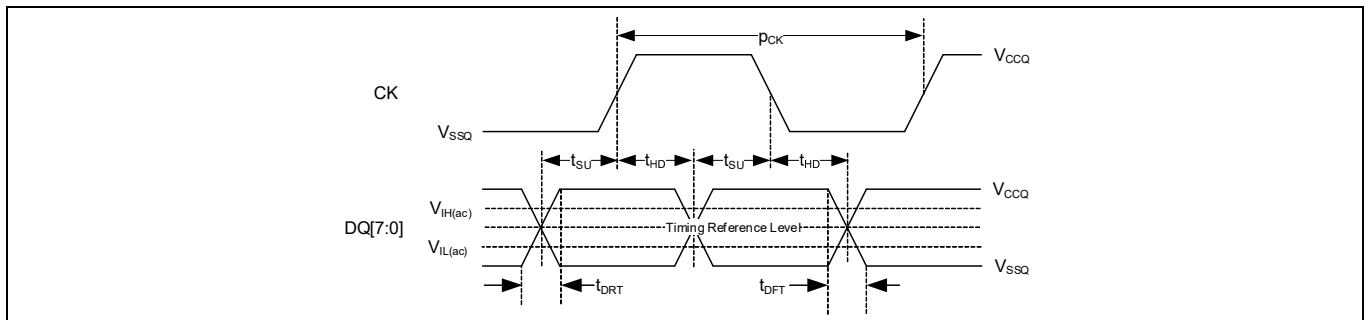 pCK
CK
VCCQ
VSSQ
tSU
tHD
tSU
tHD
DQ[7:0]
VIH(ac)
VIL(ac)
Timing Reference Level
VCCQ
VSSQ
tDRT
tDFT